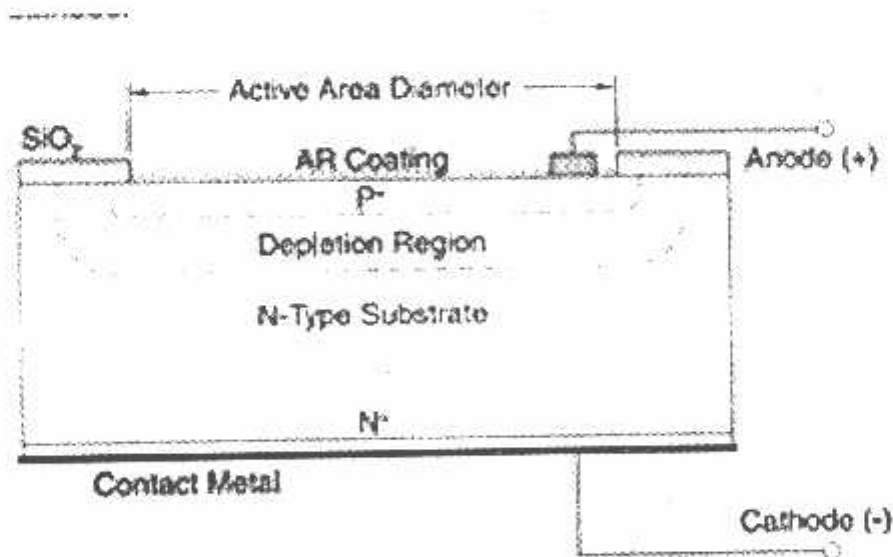 Active Area Diameter
SiO₂
AR Coating
Anode (+)
P+
Depletion Region
N-Type Substrate
N+
Contact Metal
Cathode (-)